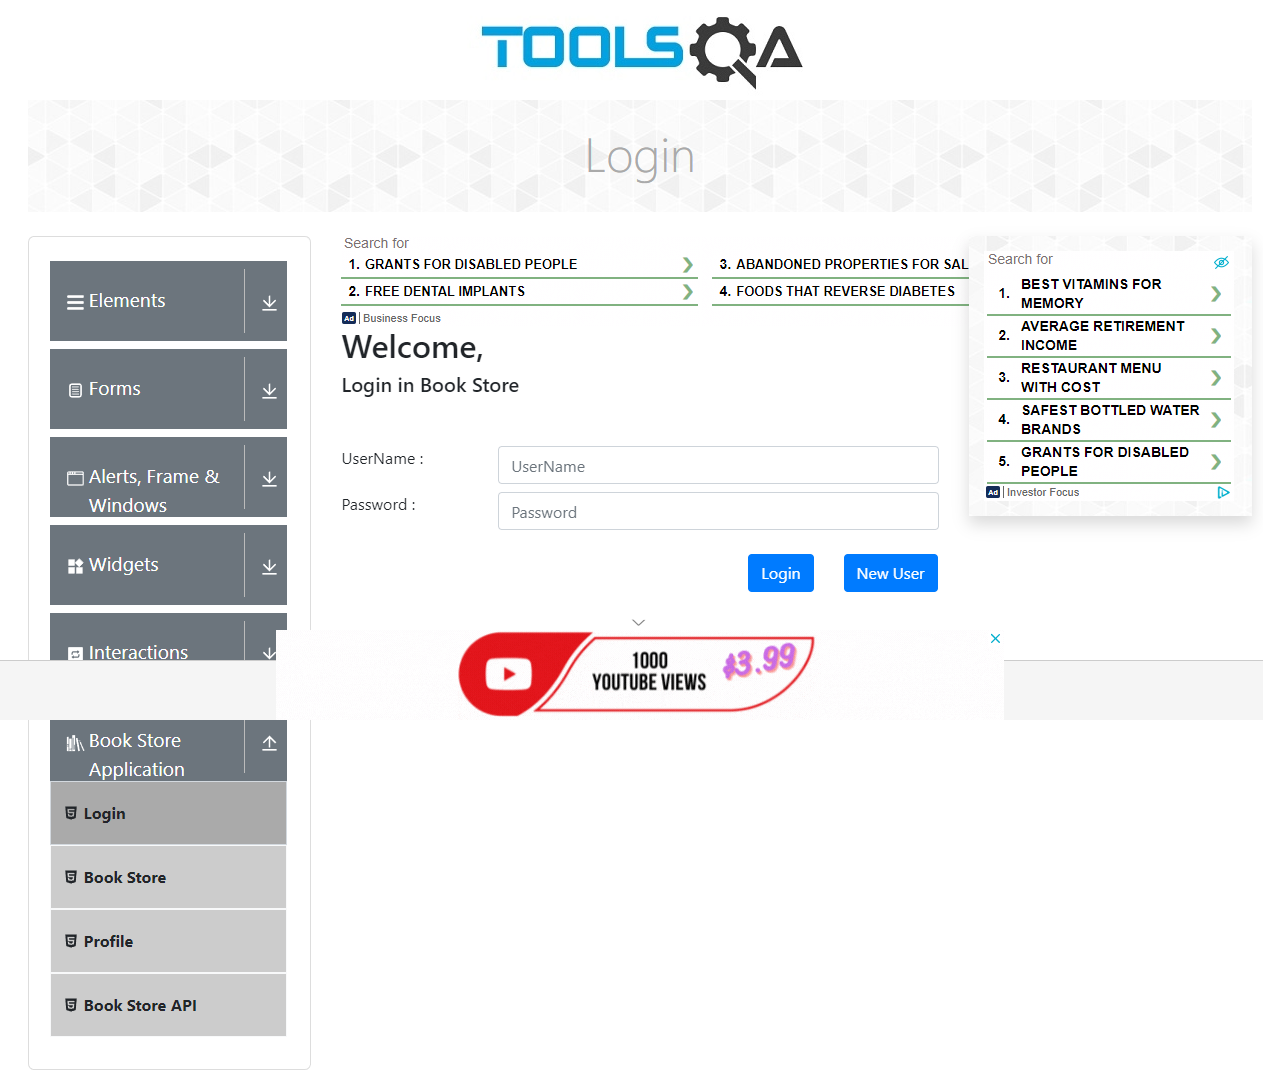 TOOLSQA
Login
Elements
Forms
Alerts, Frame &
Windows
Widgets
Interactions
Book Store
Application
Login
Book Store
Profile
Book Store API
Search for
1. GRANTS FOR DISABLED PEOPLE
2. FREE DENTAL IMPLANTS
3. ABANDONED PROPERTIES FOR SAL
4. FOODS THAT REVERSE DIABETES
Ad | Business Focus
Welcome,
Login in Book Store
UserName :
UserName
Password :
Password
Login
New User
Search for
1. BEST VITAMINS FOR
MEMORY
2. AVERAGE RETIREMENT
INCOME
3. RESTAURANT MENU
WITH COST
4. SAFEST BOTTLED WATER
BRANDS
5. GRANTS FOR DISABLED
PEOPLE
Ad | Investor Focus
1000
YOUTUBE VIEWS
$3.99